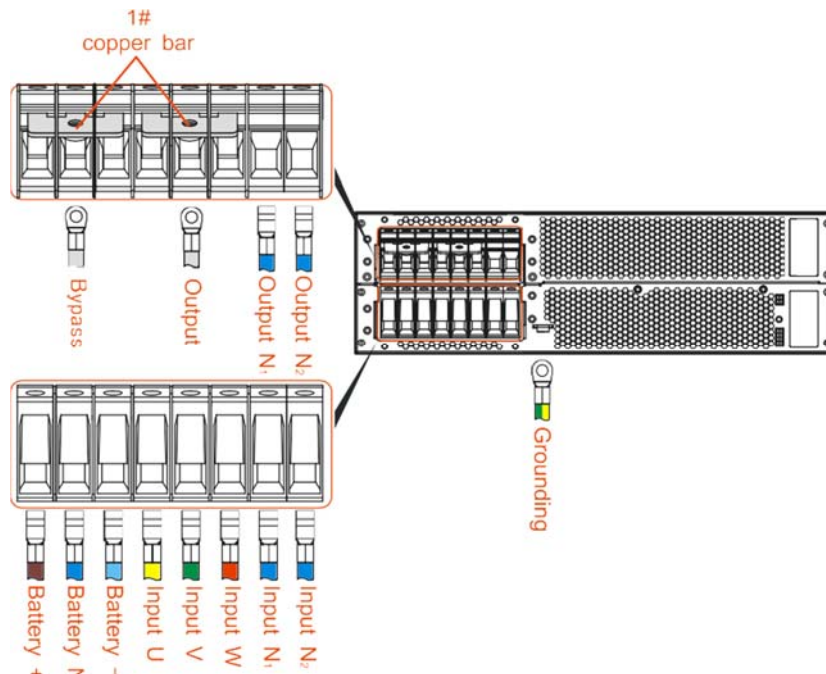 1#
copper bar
Bypass
Output
Output N₁
Output N₂
Grounding
Battery +
Battery N
Battery -
Input U
Input V
Input W
Input N₁
Input N₂